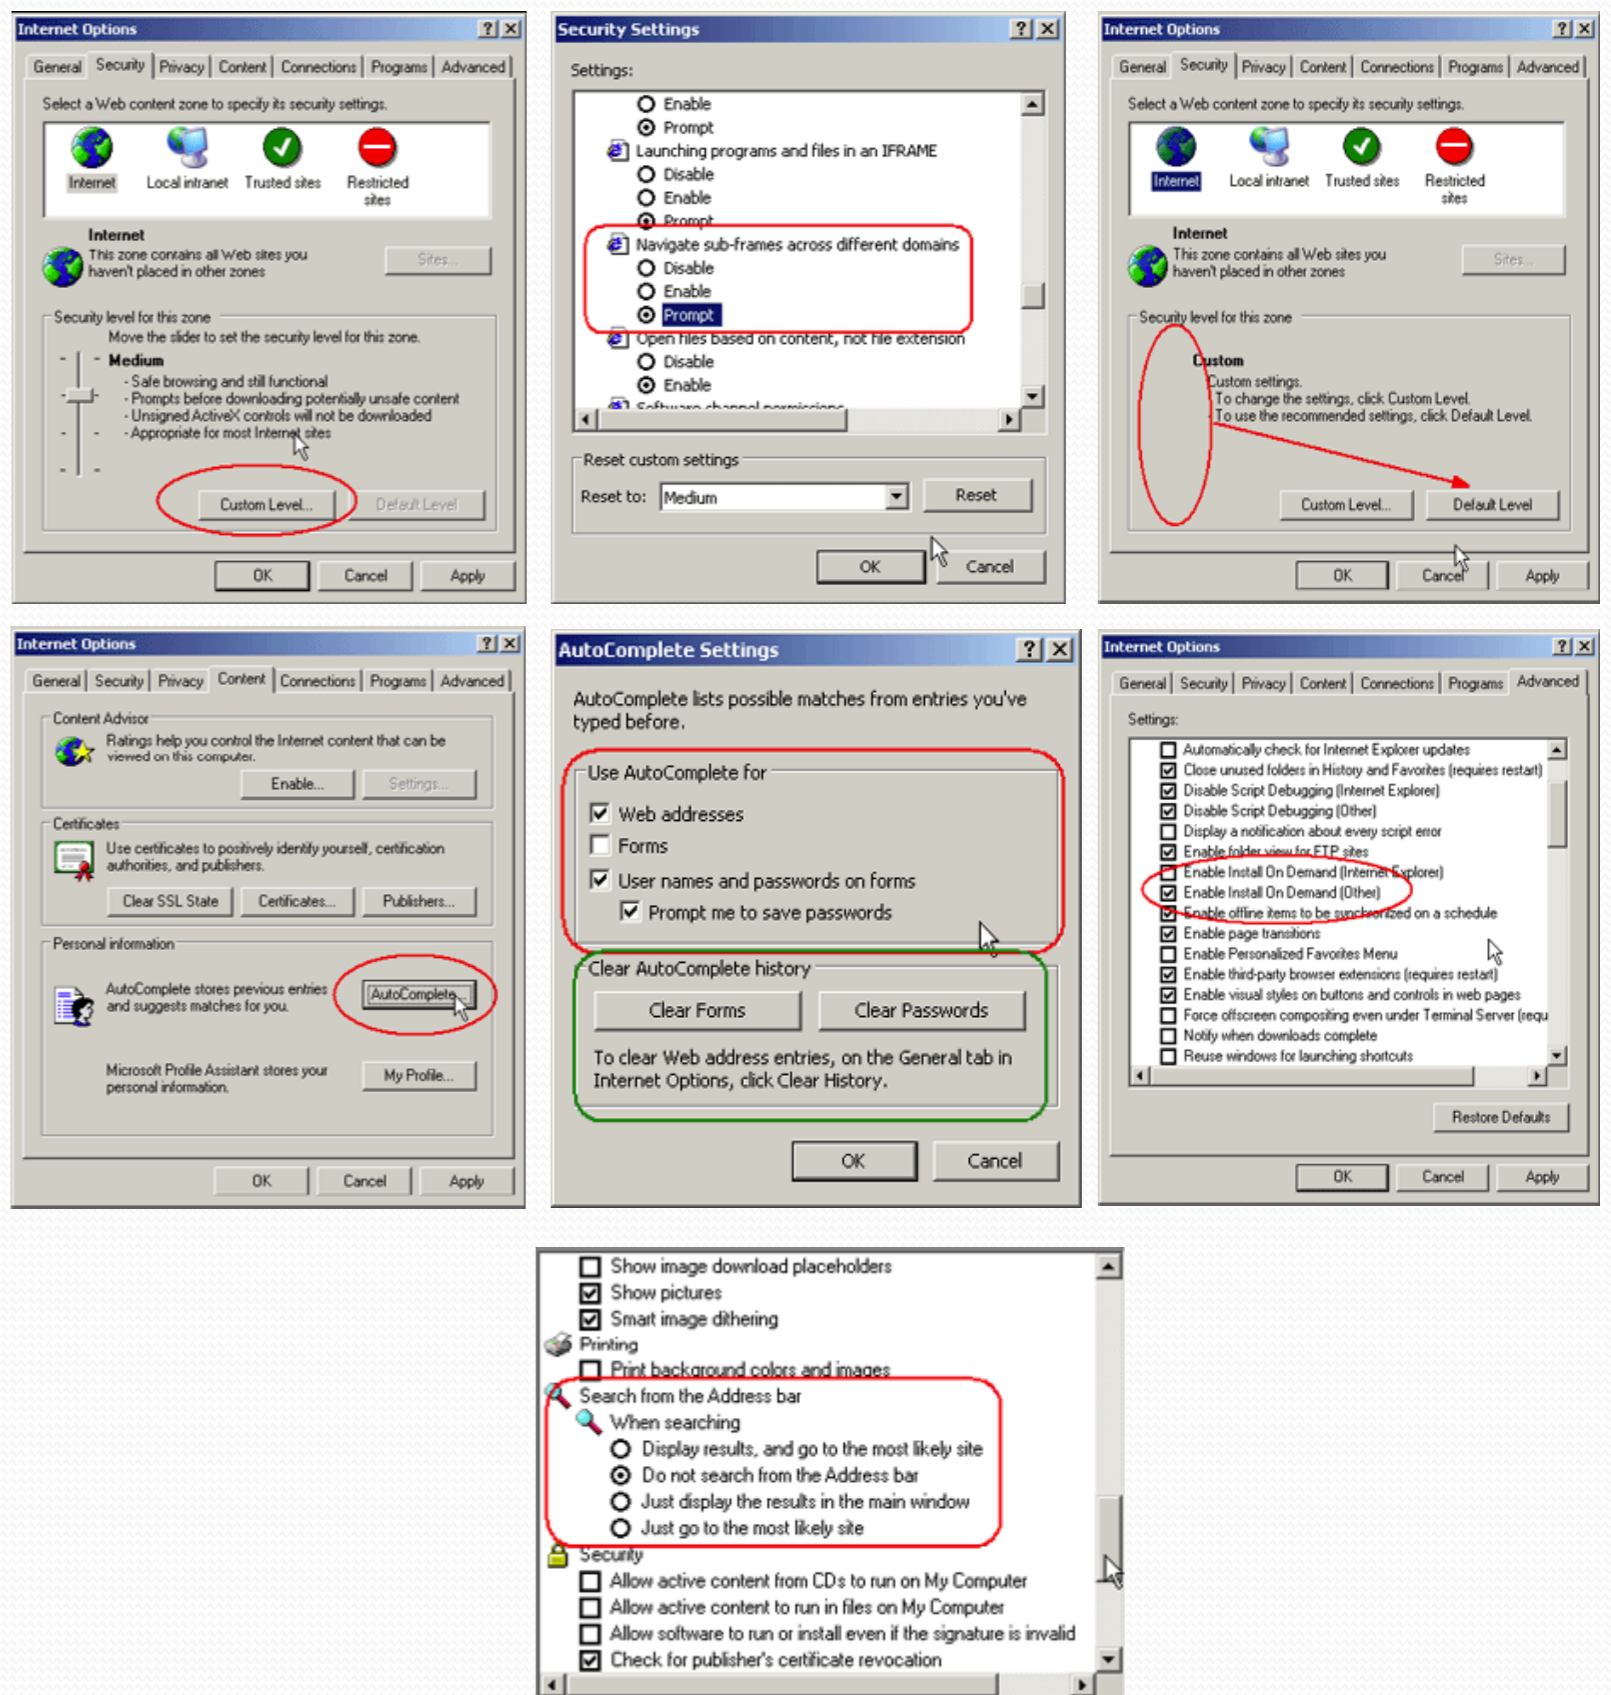 Internet Options
General Security Privacy Content Connections Programs Advanced
Select a Web content zone to specify its security settings.
Internet Local intranet Trusted sites Restricted sites
Internet
This zone contains all Web sites you
haven't placed in other zones
Sites...
Security level for this zone
Move the slider to set the security level for this zone.
Medium
- Safe browsing and still functional
- Prompts before downloading potentially unsafe content
- Unsigned ActiveX controls will not be downloaded
- Appropriate for most Internet sites
Custom Level... Default Level
OK Cancel Apply
Security Settings
Settings:
Enable
Prompt
Launching programs and files in an IFRAME
Disable
Enable
Prompt
Navigate sub-frames across different domains
Disable
Enable
Prompt
Open files based on content, not file extension
Disable
Enable
Software channel permissions
Reset custom settings
Reset to: Medium Reset
OK Cancel
Internet Options
General Security Privacy Content Connections Programs Advanced
Select a Web content zone to specify its security settings.
Internet Local intranet Trusted sites Restricted sites
Internet
This zone contains all Web sites you
haven't placed in other zones
Sites...
Security level for this zone
Custom
Custom settings.
- To change the settings, click Custom Level.
- To use the recommended settings, click Default Level.
Custom Level... Default Level
OK Cancel Apply
Internet Options
General Security Privacy Content Connections Programs Advanced
Content Advisor
Ratings help you control the Internet content that can be
viewed on this computer.
Enable... Settings...
Certificates
Use certificates to positively identify yourself, certification
authorities, and publishers.
Clear SSL State Certificates... Publishers...
Personal information
AutoComplete stores previous entries
and suggests matches for you.
AutoComplete...
Microsoft Profile Assistant stores your
personal information.
My Profile...
OK Cancel Apply
AutoComplete Settings
AutoComplete lists possible matches from entries you've
typed before.
Use AutoComplete for
Web addresses
Forms
User names and passwords on forms
Prompt me to save passwords
Clear AutoComplete history
Clear Forms Clear Passwords
To clear Web address entries, on the General tab in
Internet Options, click Clear History.
OK Cancel
Internet Options
General Security Privacy Content Connections Programs Advanced
Settings:
Automatically check for Internet Explorer updates
Close unused folders in History and Favorites (requires restart)
Disable Script Debugging (Internet Explorer)
Disable Script Debugging (Other)
Display a notification about every script error
Enable folder view for FTP sites
Enable Install On Demand (Internet Explorer)
Enable Install On Demand (Other)
Enable offline items to be synchronized on a schedule
Enable page transitions
Enable Personalized Favorites Menu
Enable third-party browser extensions (requires restart)
Enable visual styles on buttons and controls in web pages
Force offscreen compositing even under Terminal Server (requ
Notify when downloads complete
Reuse windows for launching shortcuts
Restore Defaults
OK Cancel Apply
Show image download placeholders
Show pictures
Smart image dithering
Printing
Print background colors and images
Search from the Address bar
When searching
Display results, and go to the most likely site
Do not search from the Address bar
Just display the results in the main window
Just go to the most likely site
Security
Allow active content from CDs to run on My Computer
Allow active content to run in files on My Computer
Allow software to run or install even if the signature is invalid
Check for publisher's certificate revocation